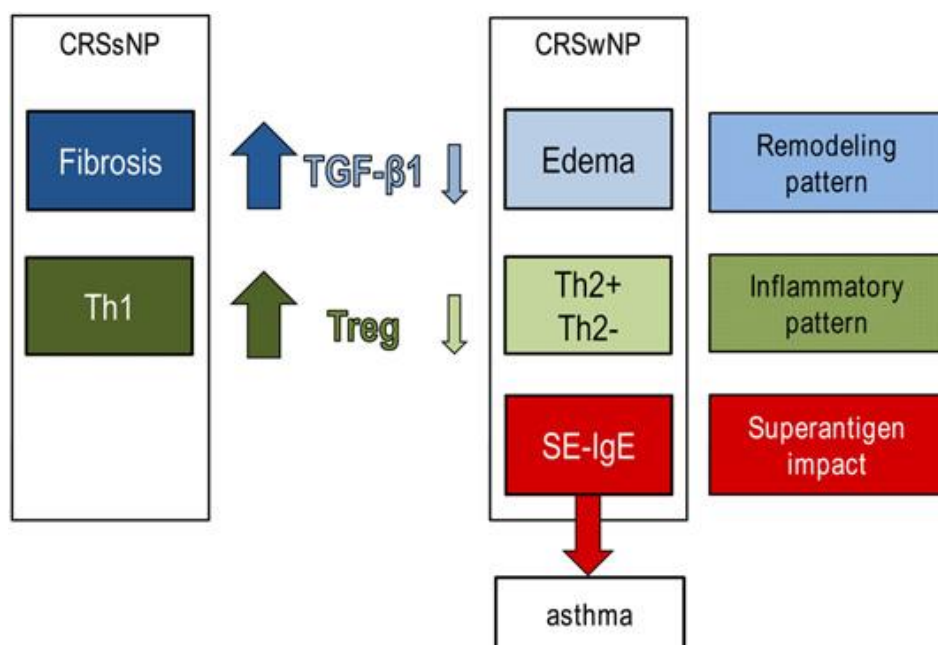 CRSsNP
CRSwNP
Fibrosis
TGF-β1
Edema
Remodeling
pattern
Th1
Treg
Th2+
Th2-
Inflammatory
pattern
SE-IgE
Superantigen
impact
asthma